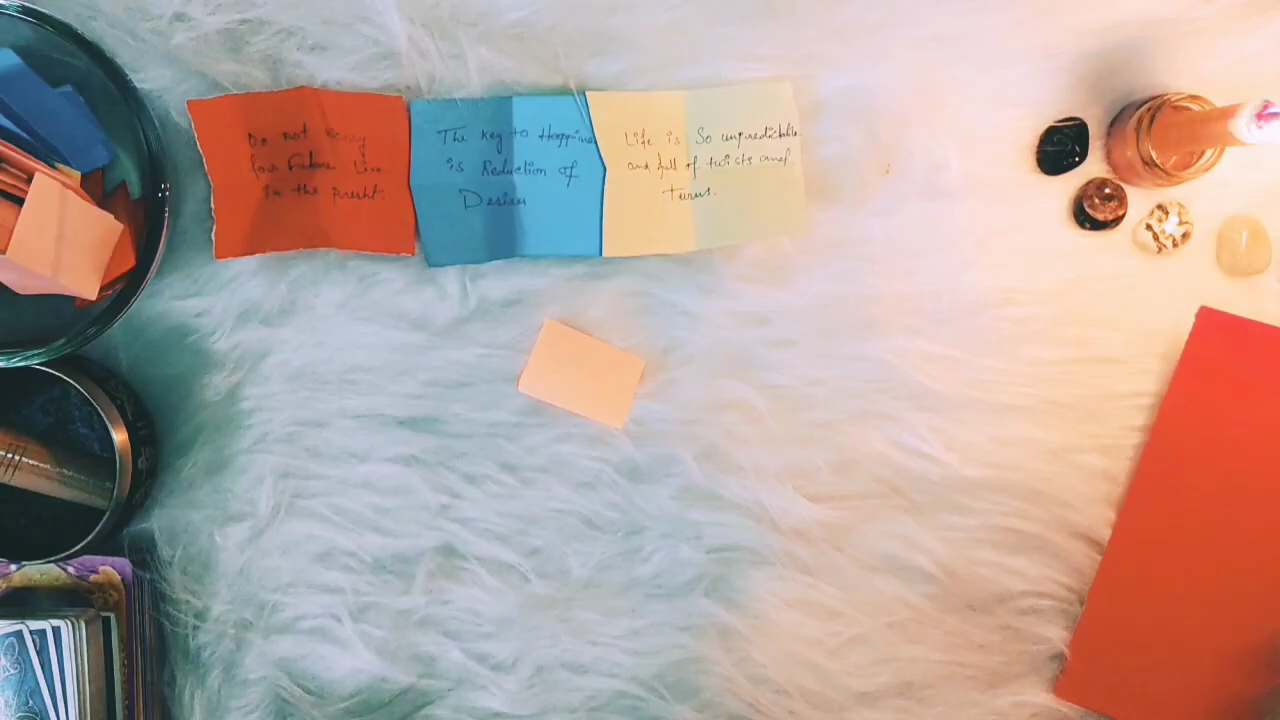 Do not worry
for Future Live
in the present.
The key to Happines
is Reduction of
Desires
Life is So unpredictable
and full of twists and
Turns.